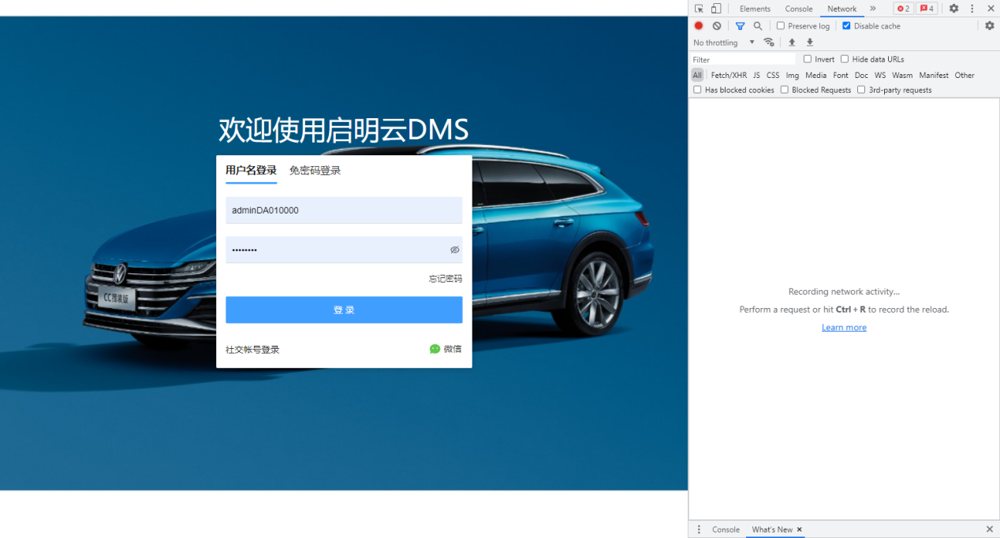 欢迎使用启明云DMS
用户名登录 免密码登录
adminDA010000
••••••••
忘记密码
登 录
社交帐号登录 微信
CC猎装版
Elements Console Network » 2 4
Preserve log Disable cache
No throttling
Filter Invert Hide data URLs
All Fetch/XHR JS CSS Img Media Font Doc WS Wasm Manifest Other
Has blocked cookies Blocked Requests 3rd-party requests
Recording network activity...
Perform a request or hit Ctrl + R to record the reload.
Learn more
Console What's New ×